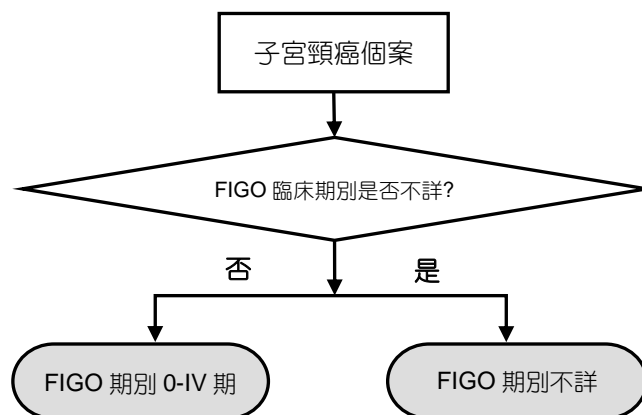 子宮頸癌個案
FIGO 臨床期別是否不詳?
否
是
FIGO 期別 0-IV 期
FIGO 期別不詳